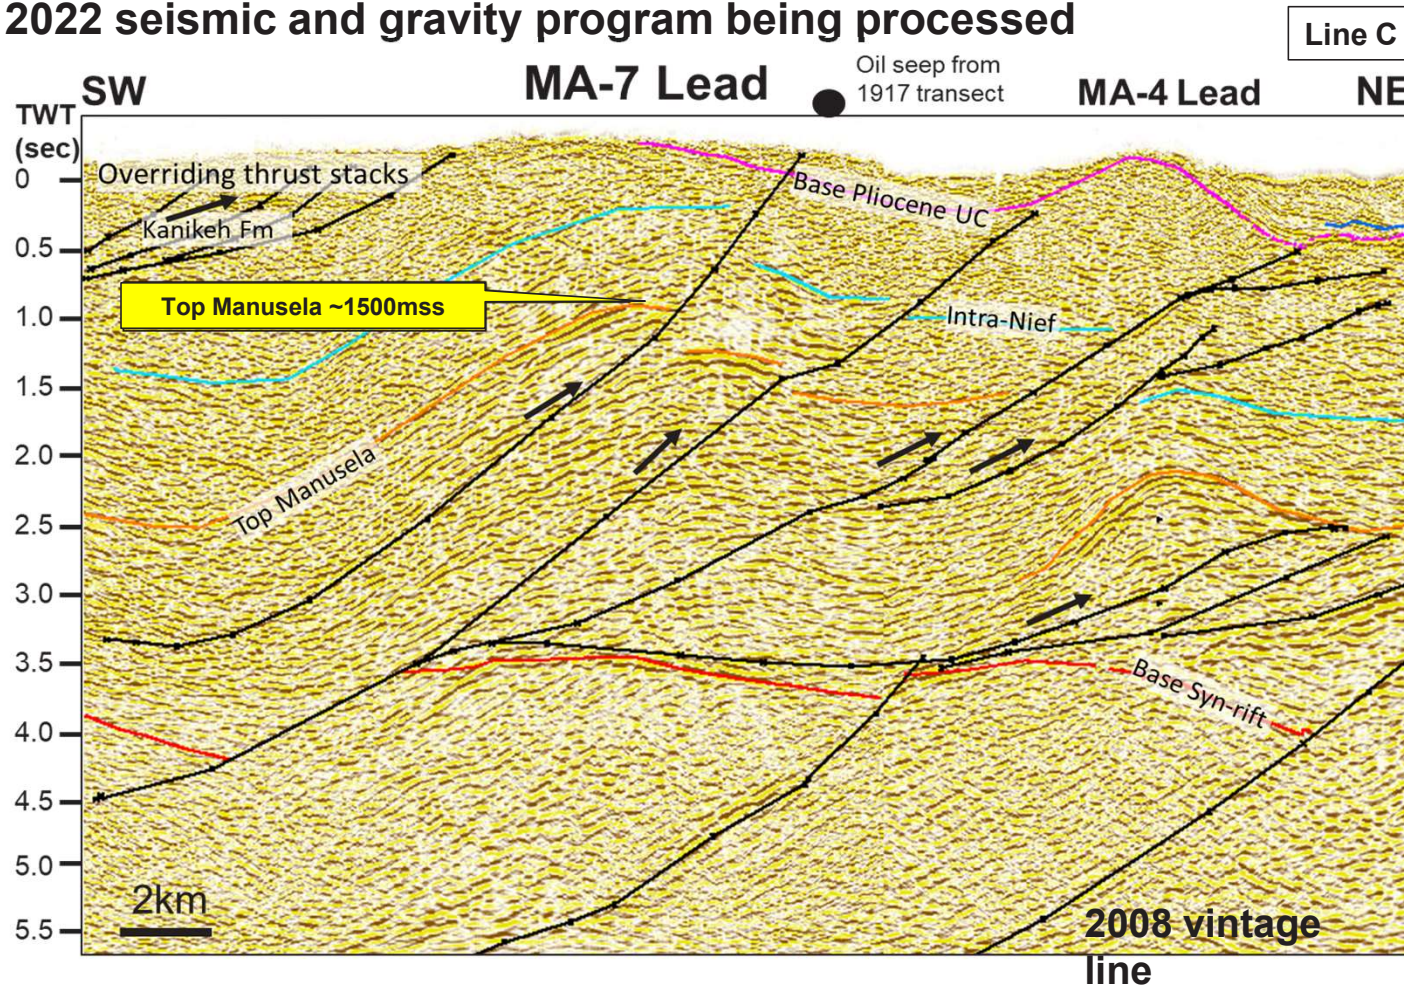 2022 seismic and gravity program being processed
Line C
SW
MA-7 Lead
Oil seep from
1917 transect
MA-4 Lead
NE
TWT
(sec)
0
0.5
1.0
1.5
2.0
2.5
3.0
3.5
4.0
4.5
5.0
5.5
Overriding thrust stacks
Kanikeh Fm
Base Pliocene UC
Top Manusela ~1500mss
Intra-Nief
Top Manusela
Base Syn-rift
2km
2008 vintage
line